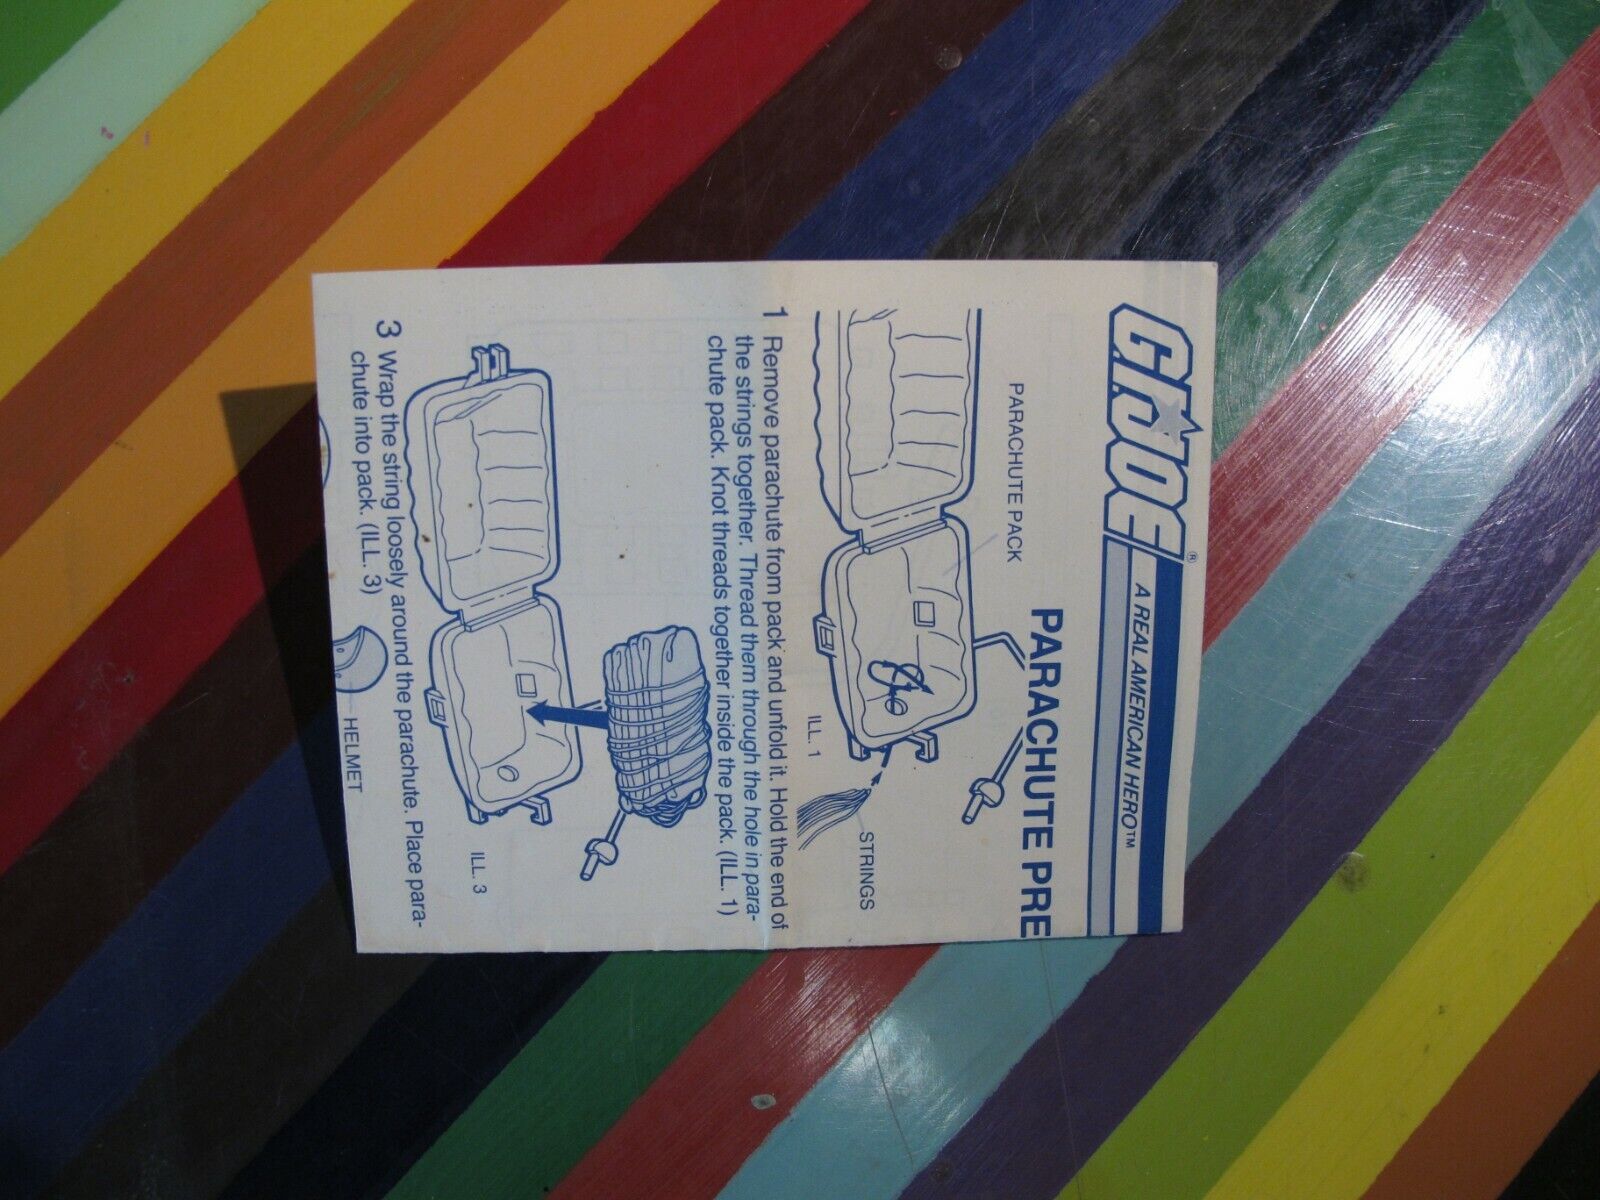 G.I. JOE ®
A REAL AMERICAN HERO™
PARACHUTE PRE
PARACHUTE PACK
ILL. 1
STRINGS
1 Remove parachute from pack and unfold it. Hold the end of
the strings together. Thread them through the hole in para-
chute pack. Knot threads together inside the pack. (ILL. 1)
ILL. 3
3 Wrap the string loosely around the parachute. Place para-
chute into pack. (ILL. 3)
HELMET